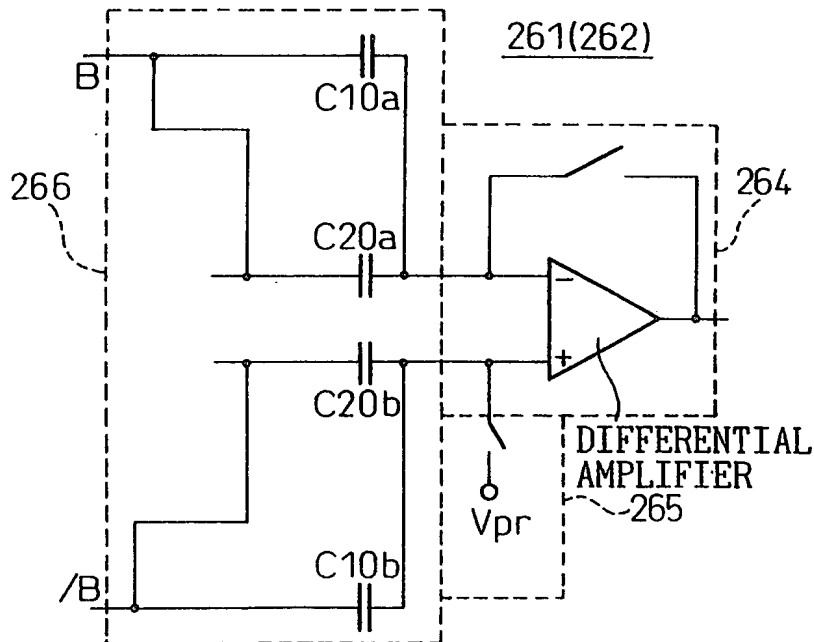 261(262)
B
C10a
266
264
C20a
−
+
C20b
DIFFERENTIAL
AMPLIFIER
265
Vpr
C10b
/B